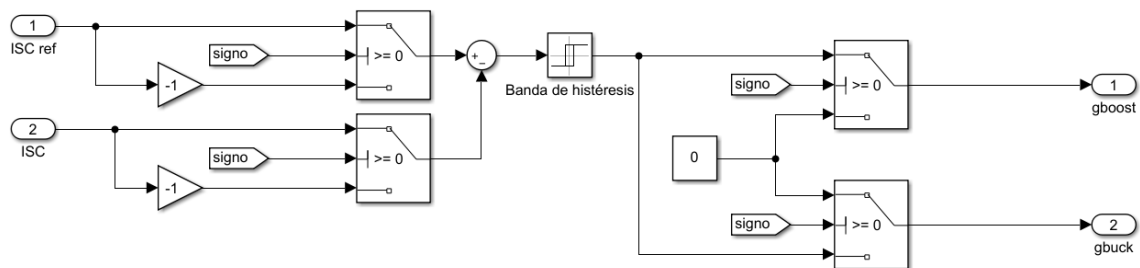 1
ISC ref
signo
>= 0
-1
+
−
Banda de histéresis
2
ISC
signo
>= 0
-1
signo
>= 0
1
gboost
0
signo
>= 0
2
gbuck